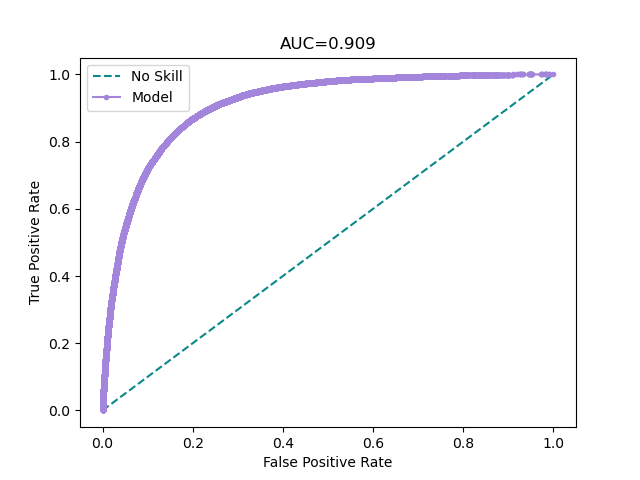 AUC=0.909
No Skill
Model
True Positive Rate
1.0
0.8
0.6
0.4
0.2
0.0
0.0 0.2 0.4 0.6 0.8 1.0
False Positive Rate